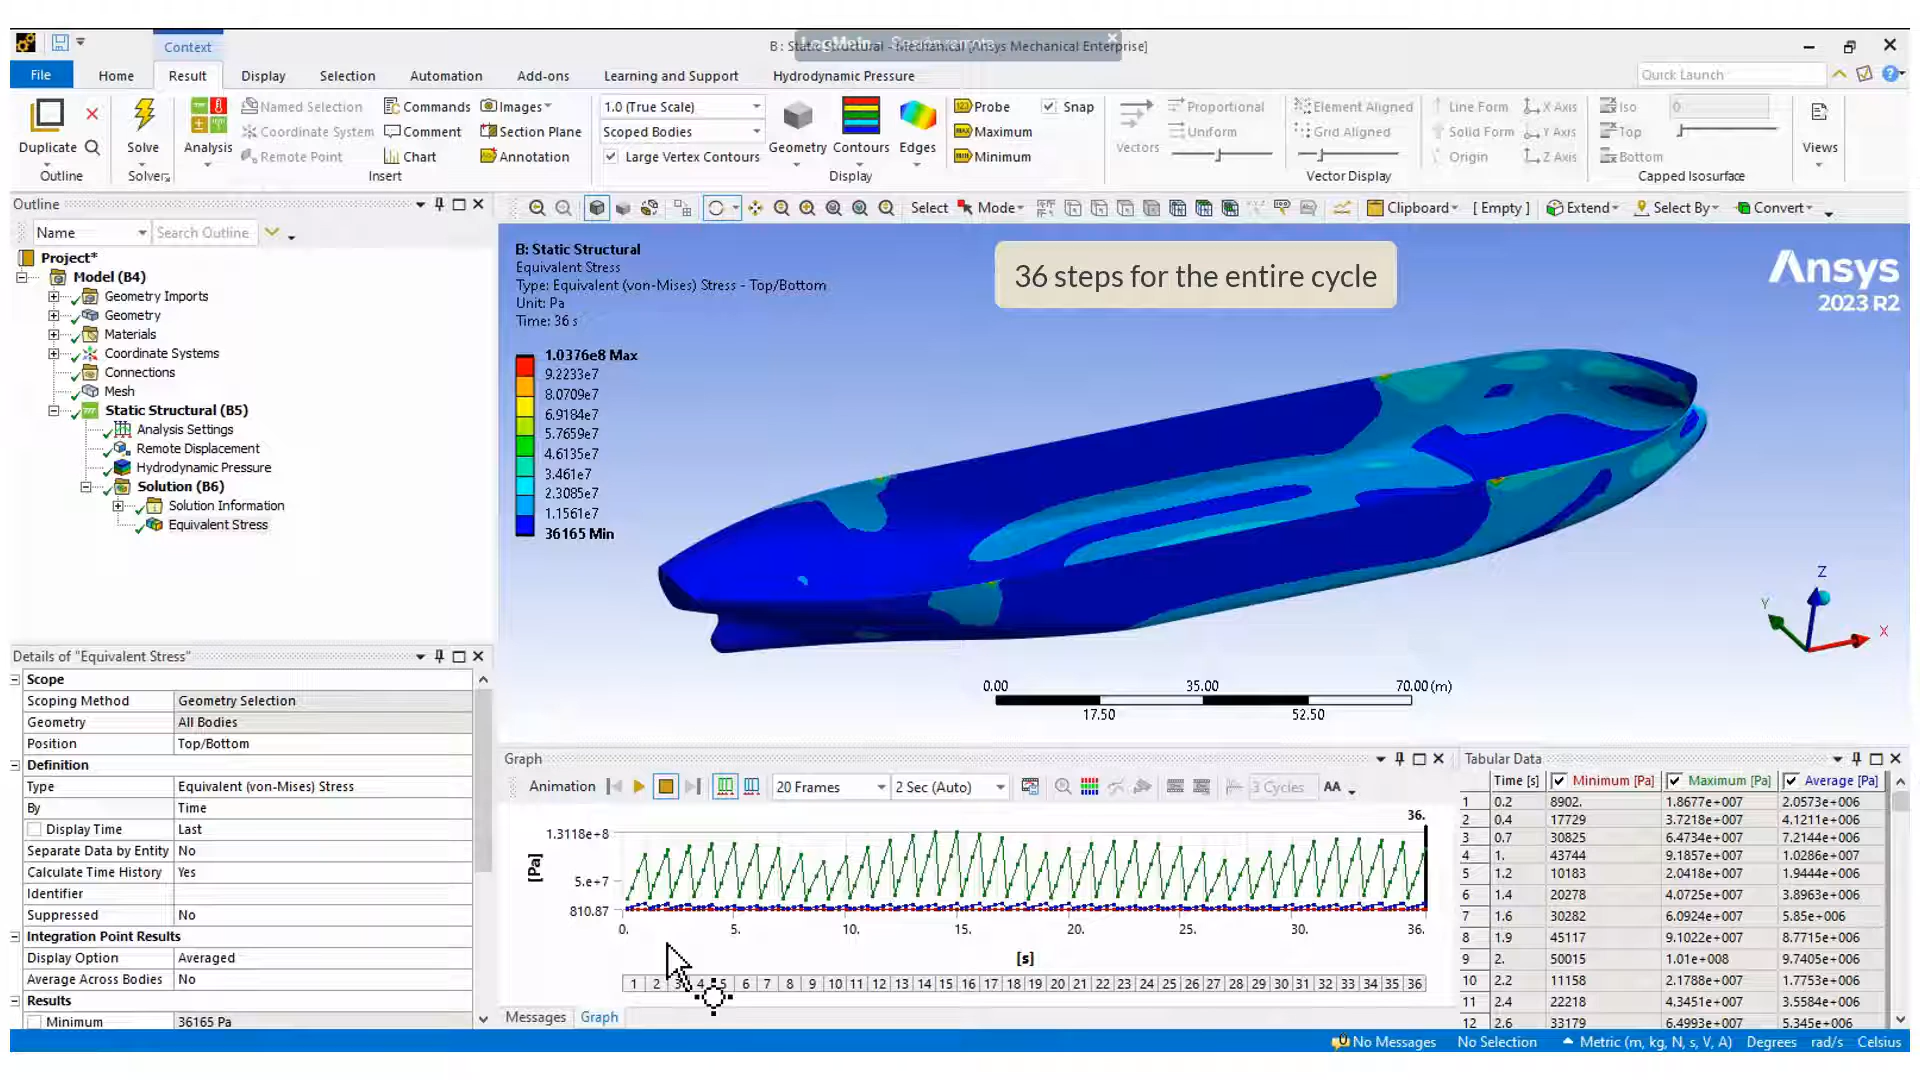 Context
B : Static Structural - Mechanical [Ansys Mechanical Enterprise]
File
Home
Result
Display
Selection
Automation
Add-ons
Learning and Support
Hydrodynamic Pressure
Quick Launch
Duplicate
Outline
Solve
Solver
Analysis
Named Selection
Coordinate System
Remote Point
Commands
Comment
Chart
Images
Section Plane
Annotation
Insert
1.0 (True Scale)
Scoped Bodies
Large Vertex Contours
Geometry
Contours
Edges
Display
Probe
Maximum
Minimum
Snap
Vectors
Proportional
Uniform
Element Aligned
Grid Aligned
Line Form
Solid Form
Origin
X Axis
Y Axis
Z Axis
Vector Display
Iso
Top
Bottom
0
Capped Isosurface
Views
Outline
Name
Search Outline
Select
Mode
Clipboard
[ Empty ]
Extend
Select By
Convert
Project*
Model (B4)
Geometry Imports
Geometry
Materials
Coordinate Systems
Connections
Mesh
Static Structural (B5)
Analysis Settings
Remote Displacement
Hydrodynamic Pressure
Solution (B6)
Solution Information
Equivalent Stress
B: Static Structural
Equivalent Stress
Type: Equivalent (von-Mises) Stress - Top/Bottom
Unit: Pa
Time: 36 s
1.0376e8 Max
9.2233e7
8.0709e7
6.9184e7
5.7659e7
4.6135e7
3.461e7
2.3085e7
1.1561e7
36165 Min
36 steps for the entire cycle
Ansys
2023 R2
Z
Y
X
0.00 35.00 70.00 (m)
17.50 52.50
Details of "Equivalent Stress"
Scope
Scoping Method Geometry Selection
Geometry All Bodies
Position Top/Bottom
Definition
Type Equivalent (von-Mises) Stress
By Time
Display Time Last
Separate Data by Entity No
Calculate Time History Yes
Identifier
Suppressed No
Integration Point Results
Display Option Averaged
Average Across Bodies No
Results
Minimum 36165 Pa
Graph
Animation
20 Frames
2 Sec (Auto)
3 Cycles
AA
36.
1.3118e+8
[Pa]
5.e+7
810.87
0. 5. 10. 15. 20. 25. 30. 36.
[s]
1 2 3 4 5 6 7 8 9 10 11 12 13 14 15 16 17 18 19 20 21 22 23 24 25 26 27 28 29 30 31 32 33 34 35 36
Messages Graph
Tabular Data
Time [s] Minimum [Pa] Maximum [Pa] Average [Pa]
1 0.2 8902. 1.8677e+007 2.0573e+006
2 0.4 17729 3.7218e+007 4.1211e+006
3 0.7 30825 6.4734e+007 7.2144e+006
4 1. 43744 9.1857e+007 1.0286e+007
5 1.2 10183 2.0418e+007 1.9444e+006
6 1.4 20278 4.0725e+007 3.8963e+006
7 1.6 30282 6.0924e+007 5.85e+006
8 1.9 45117 9.1022e+007 8.7715e+006
9 2. 50015 1.01e+008 9.7405e+006
10 2.2 11158 2.1788e+007 1.7753e+006
11 2.4 22218 4.3451e+007 3.5584e+006
12 2.6 33179 6.4993e+007 5.345e+006
No Messages
No Selection
Metric (m, kg, N, s, V, A)
Degrees
rad/s
Celsius